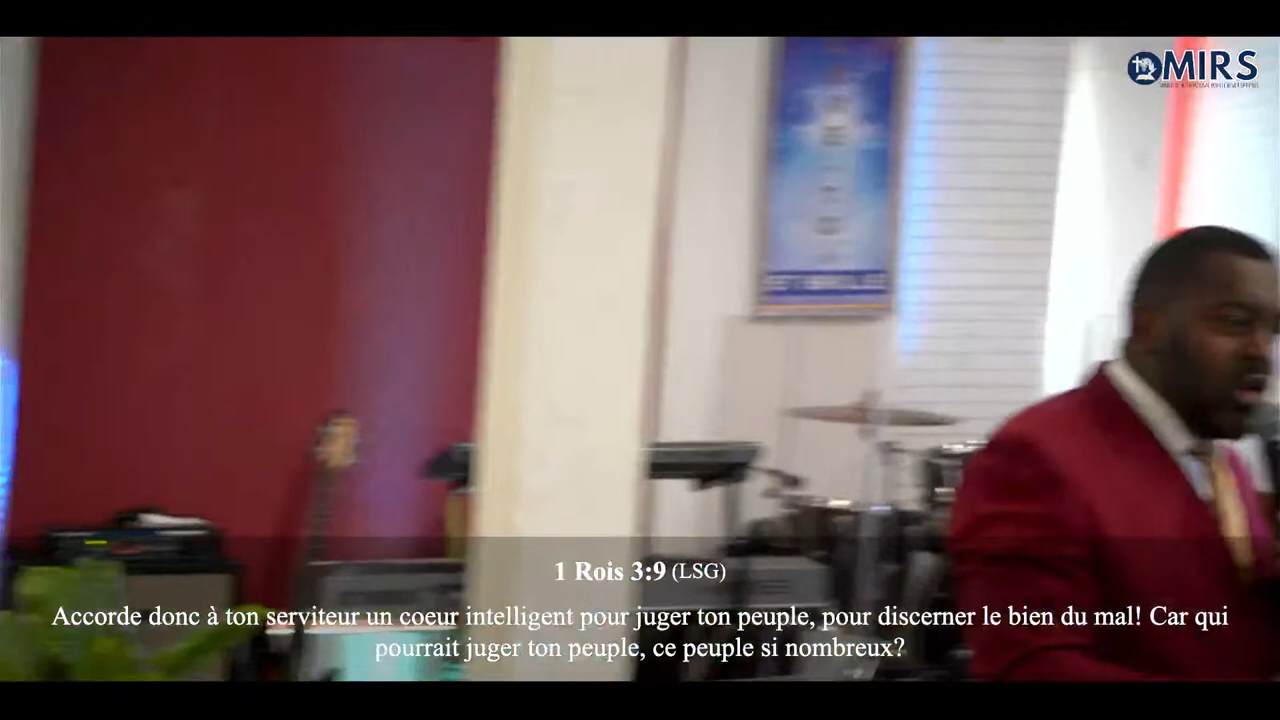 MIRS
1 Rois 3:9 (LSG)
Accorde donc à ton serviteur un coeur intelligent pour juger ton peuple, pour discerner le bien du mal! Car qui
pourrait juger ton peuple, ce peuple si nombreux?